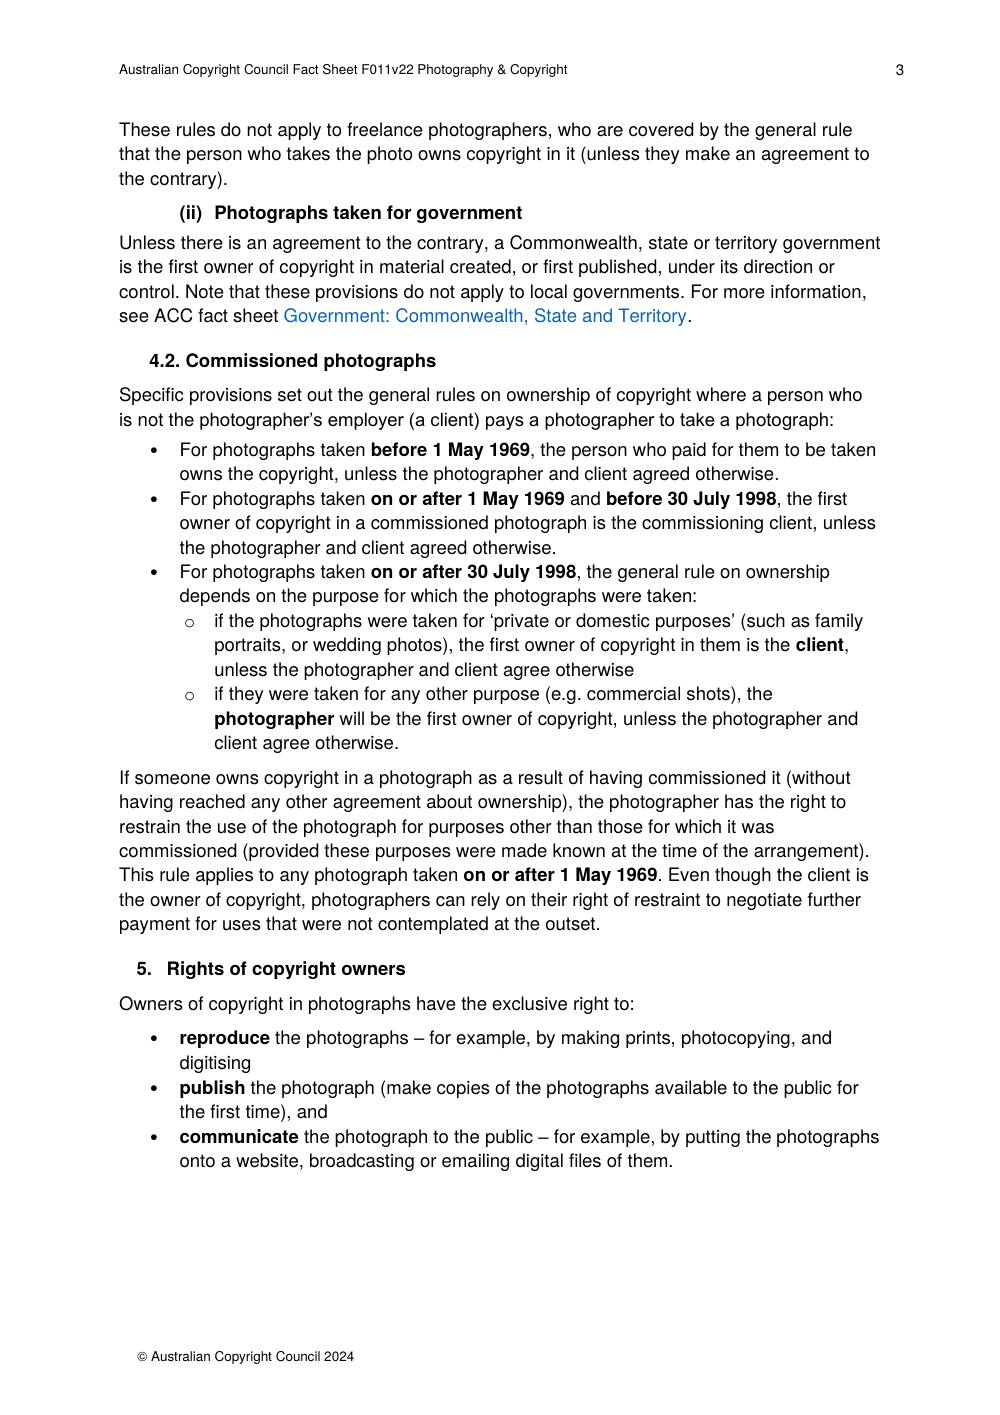 Australian Copyright Council Fact Sheet F011v22 Photography & Copyright 3
These rules do not apply to freelance photographers, who are covered by the general rule
that the person who takes the photo owns copyright in it (unless they make an agreement to
the contrary).
(ii) Photographs taken for government
Unless there is an agreement to the contrary, a Commonwealth, state or territory government
is the first owner of copyright in material created, or first published, under its direction or
control. Note that these provisions do not apply to local governments. For more information,
see ACC fact sheet Government: Commonwealth, State and Territory.
4.2. Commissioned photographs
Specific provisions set out the general rules on ownership of copyright where a person who
is not the photographer’s employer (a client) pays a photographer to take a photograph:
• For photographs taken before 1 May 1969, the person who paid for them to be taken
owns the copyright, unless the photographer and client agreed otherwise.
• For photographs taken on or after 1 May 1969 and before 30 July 1998, the first
owner of copyright in a commissioned photograph is the commissioning client, unless
the photographer and client agreed otherwise.
• For photographs taken on or after 30 July 1998, the general rule on ownership
depends on the purpose for which the photographs were taken:
o if the photographs were taken for ‘private or domestic purposes’ (such as family
portraits, or wedding photos), the first owner of copyright in them is the client,
unless the photographer and client agree otherwise
o if they were taken for any other purpose (e.g. commercial shots), the
photographer will be the first owner of copyright, unless the photographer and
client agree otherwise.
If someone owns copyright in a photograph as a result of having commissioned it (without
having reached any other agreement about ownership), the photographer has the right to
restrain the use of the photograph for purposes other than those for which it was
commissioned (provided these purposes were made known at the time of the arrangement).
This rule applies to any photograph taken on or after 1 May 1969. Even though the client is
the owner of copyright, photographers can rely on their right of restraint to negotiate further
payment for uses that were not contemplated at the outset.
5. Rights of copyright owners
Owners of copyright in photographs have the exclusive right to:
• reproduce the photographs – for example, by making prints, photocopying, and
digitising
• publish the photograph (make copies of the photographs available to the public for
the first time), and
• communicate the photograph to the public – for example, by putting the photographs
onto a website, broadcasting or emailing digital files of them.
© Australian Copyright Council 2024